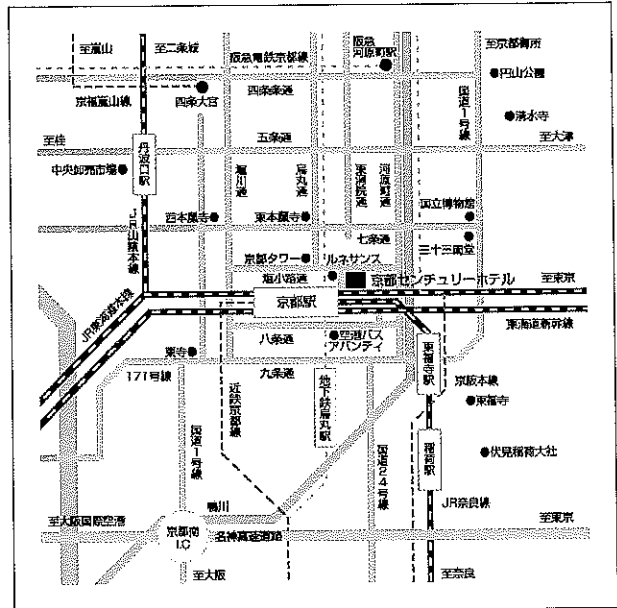 至嵐山
至二条城
阪急電鉄京都線
阪急
河原町駅
至京都御所
円山公園
京福嵐山線
四条大宮
四条通
国道1号線
清水寺
至桂
五条通
至大津
中央卸売市場
丹波口駅
堀川通
烏丸通
東洞院通
河原町通
国立博物館
西本願寺
東本願寺
七条通
三十三間堂
JR山陰本線
京都タワー
ルネサンス
塩小路通
京都センチュリーホテル
至東京
京都駅
JR東海道本線
東海道新幹線
八条通
空港バス
アバンティ
東寺
171号線
九条通
東福寺駅
京阪本線
近鉄京都線
地下鉄烏丸駅
東福寺
国道1号線
国道24号線
稲荷駅
伏見稲荷大社
鴨川
JR奈良線
至大阪国際空港
京都南
I.C
名神高速道路
至東京
至大阪
至奈良